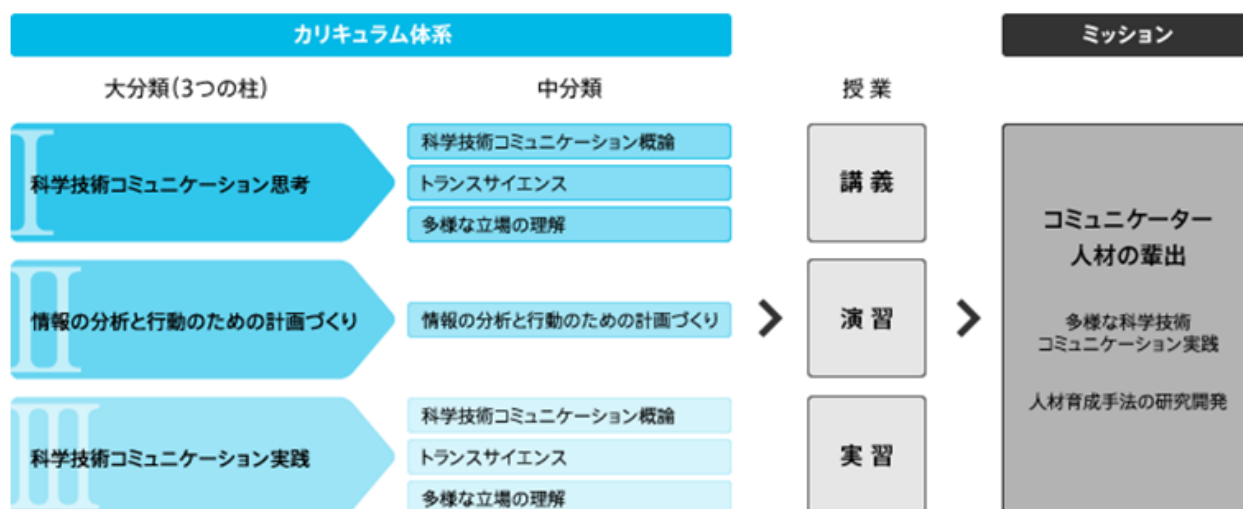 カリキュラム体系
ミッション
大分類(3つの柱)
中分類
授業
I
科学技術コミュニケーション思考
科学技術コミュニケーション概論
トランスサイエンス
多様な立場の理解
講義
II
情報の分析と行動のための計画づくり
情報の分析と行動のための計画づくり
演習
III
科学技術コミュニケーション実践
科学技術コミュニケーション概論
トランスサイエンス
多様な立場の理解
実習
コミュニケーター
人材の輩出
多様な科学技術
コミュニケーション実践
人材育成手法の研究開発